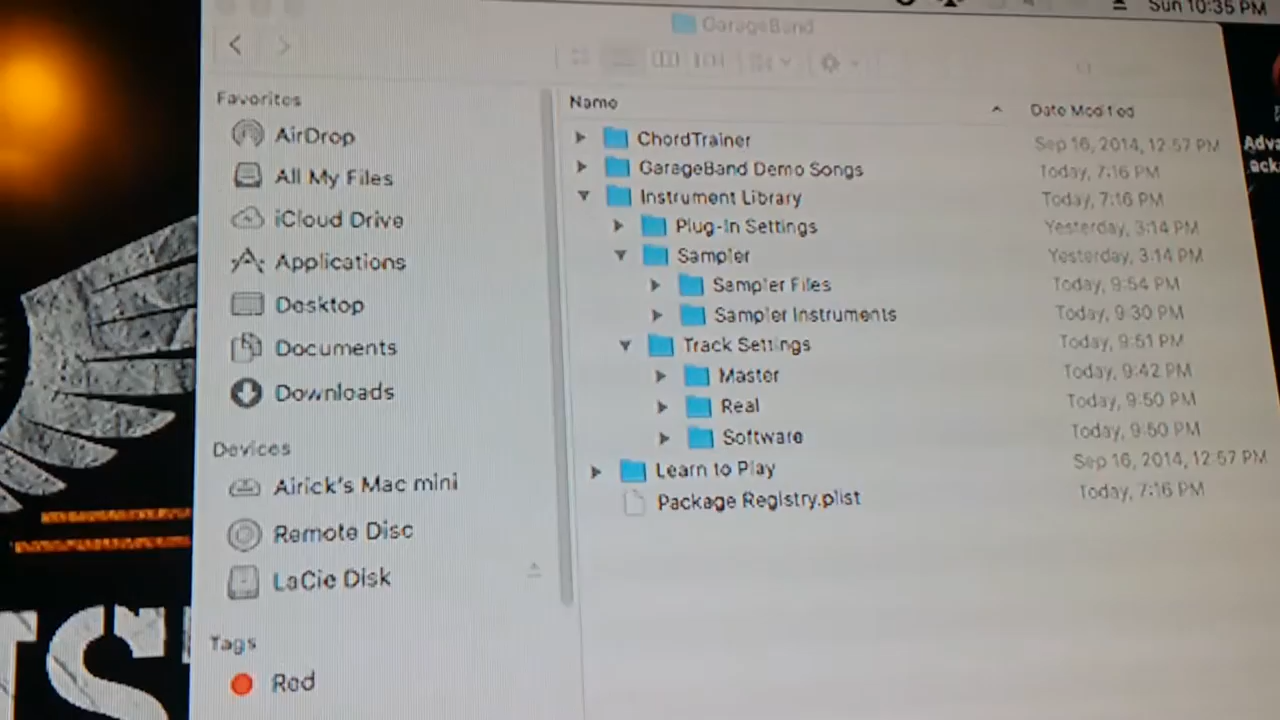 Sun 10:35 PM
GarageBand
Favorites
AirDrop
All My Files
iCloud Drive
Applications
Desktop
Documents
Downloads
Devices
Airick's Mac mini
Remote Disc
LaCie Disk
Tags
Red
Name Date Modified
ChordTrainer Sep 16, 2014, 12:57 PM
GarageBand Demo Songs Today, 7:16 PM
Instrument Library Today, 7:16 PM
Plug-In Settings Yesterday, 3:14 PM
Sampler Yesterday, 3:14 PM
Sampler Files Today, 9:54 PM
Sampler Instruments Today, 9:30 PM
Track Settings Today, 9:51 PM
Master Today, 9:42 PM
Real Today, 9:50 PM
Software Today, 9:50 PM
Learn to Play Sep 16, 2014, 12:57 PM
Package Registry.plist Today, 7:16 PM